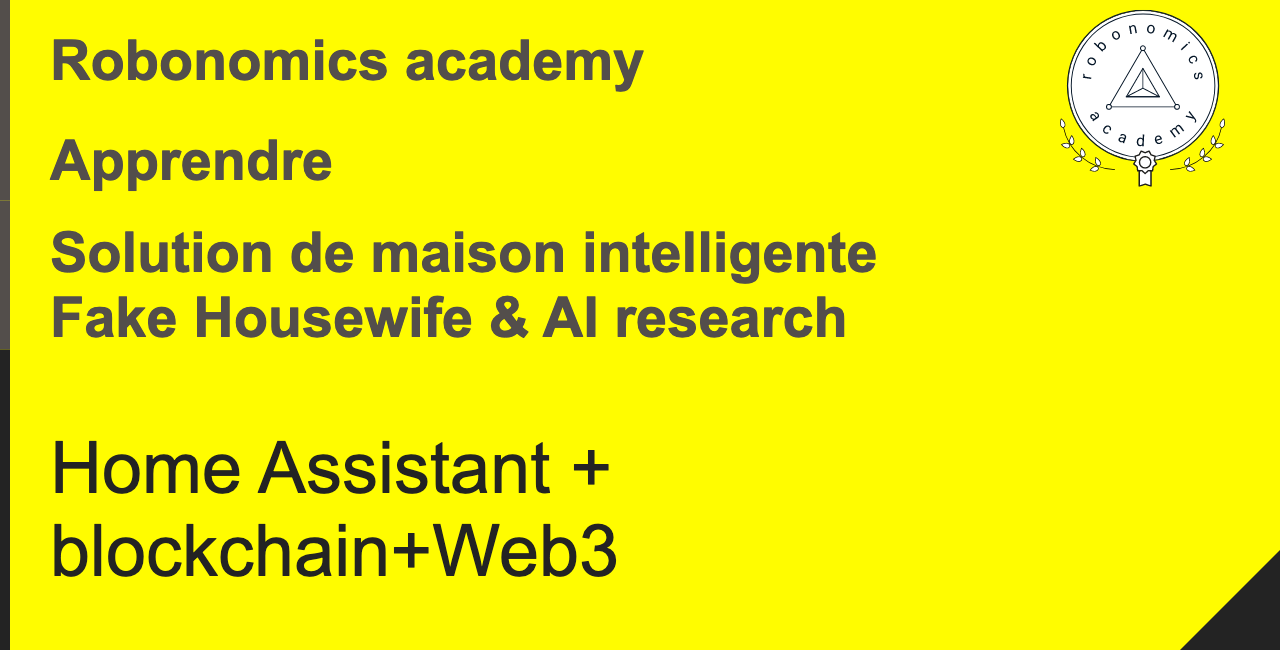 Robonomics academy
robonomics
academy
Apprendre
Solution de maison intelligente
Fake Housewife & AI research
Home Assistant +
blockchain+Web3